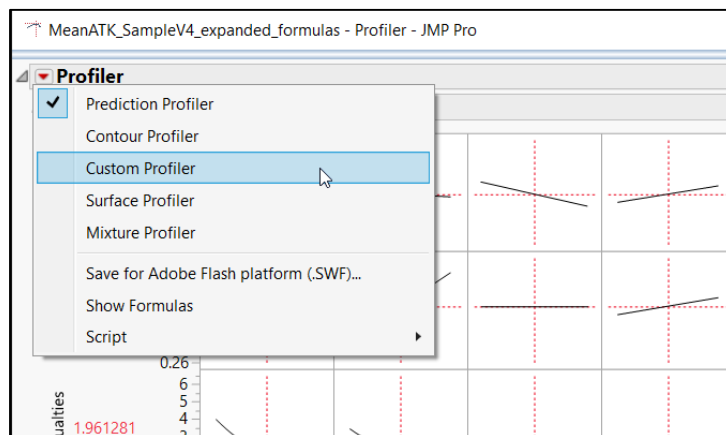 MeanATK_SampleV4_expanded_formulas - Profiler - JMP Pro
Profiler
Prediction Profiler
Contour Profiler
Custom Profiler
Surface Profiler
Mixture Profiler
Save for Adobe Flash platform (.SWF)...
Show Formulas
Script
0.26
6
5
4
1.961281